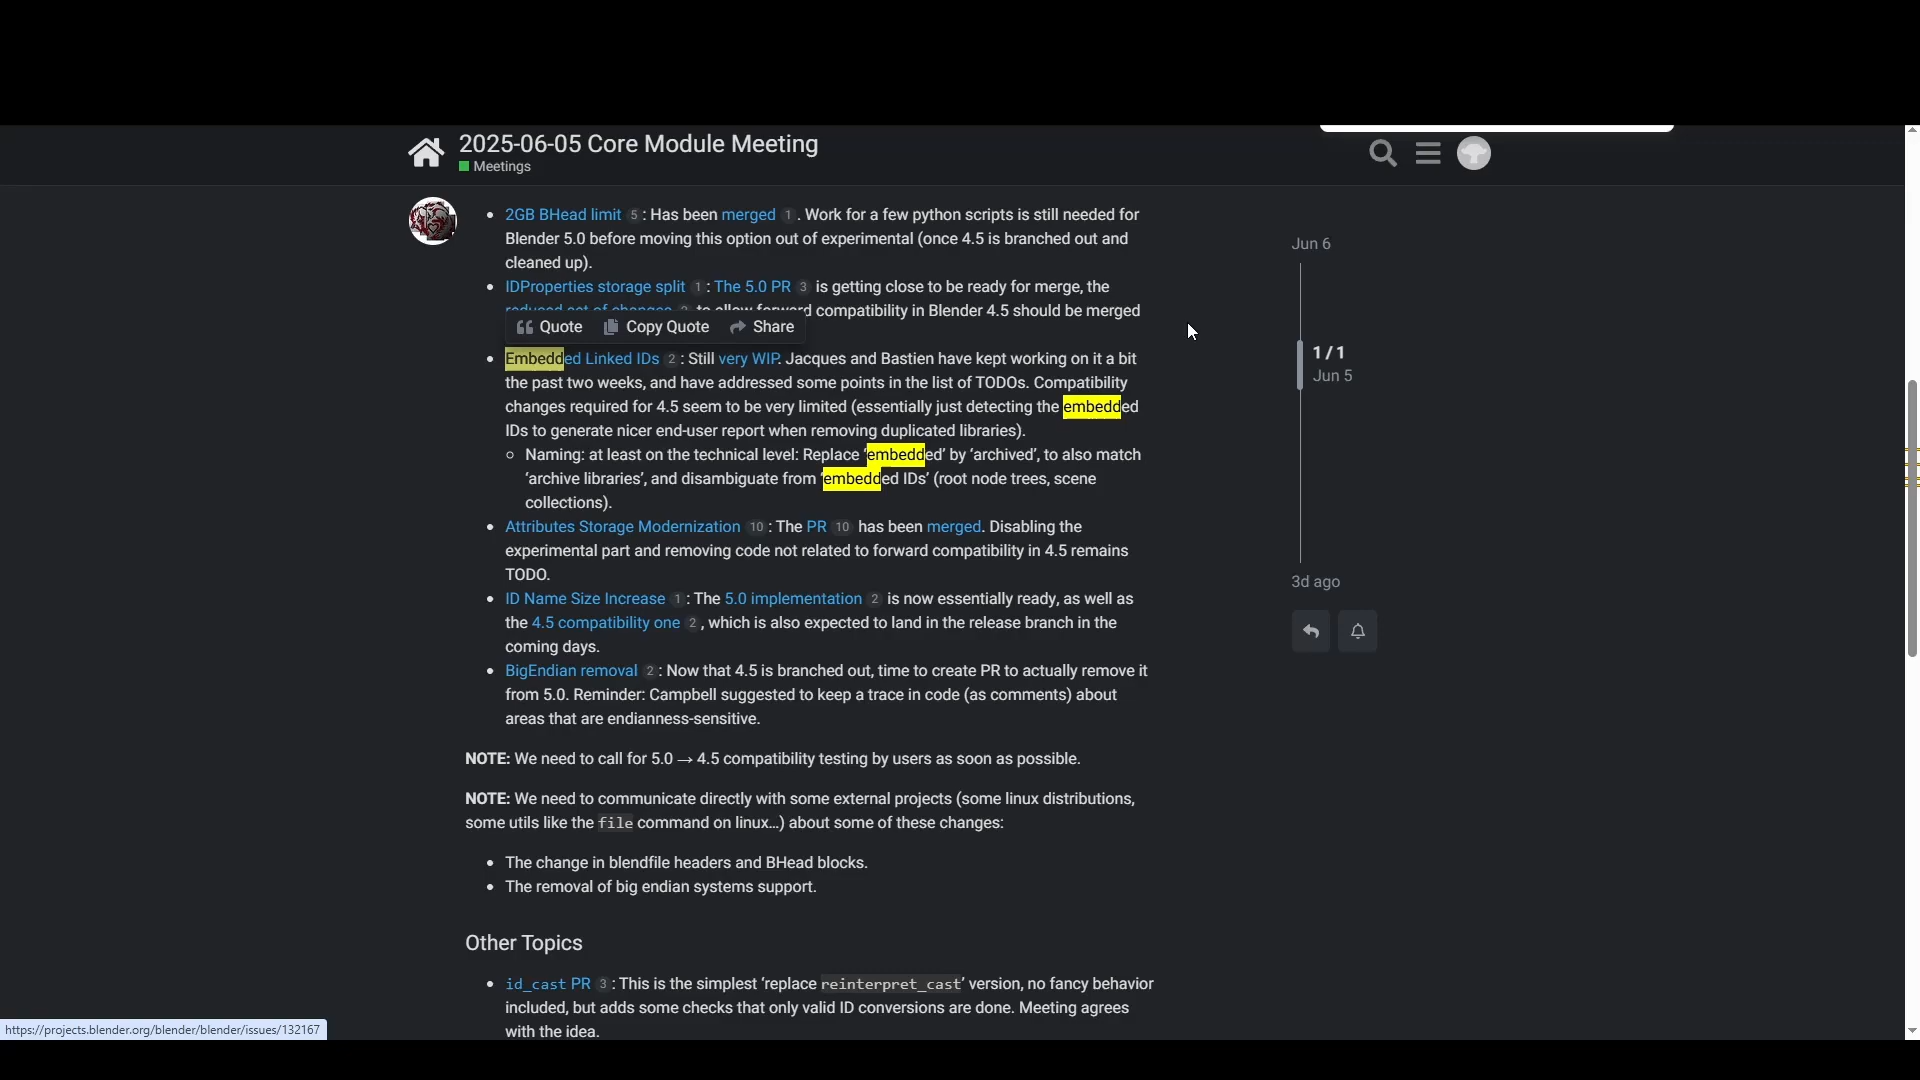 2025-06-05 Core Module Meeting
Meetings
• 2GB BHead limit 5 : Has been merged 1 . Work for a few python scripts is still needed for
Blender 5.0 before moving this option out of experimental (once 4.5 is branched out and
cleaned up).
• IDProperties storage split 1 : The 5.0 PR 3 is getting close to be ready for merge, the
reduced set of changes to allow forward compatibility in Blender 4.5 should be merged
Quote Copy Quote Share
• Embedded Linked IDs 2 : Still very WIP. Jacques and Bastien have kept working on it a bit
the past two weeks, and have addressed some points in the list of TODOs. Compatibility
changes required for 4.5 seem to be very limited (essentially just detecting the embedded
IDs to generate nicer end-user report when removing duplicated libraries).
◦ Naming: at least on the technical level: Replace ‘embedded’ by ‘archived’, to also match
‘archive libraries’, and disambiguate from ‘embedded IDs’ (root node trees, scene
collections).
• Attributes Storage Modernization 10 : The PR 10 has been merged. Disabling the
experimental part and removing code not related to forward compatibility in 4.5 remains
TODO.
• ID Name Size Increase 1 : The 5.0 implementation 2 is now essentially ready, as well as
the 4.5 compatibility one 2 , which is also expected to land in the release branch in the
coming days.
• BigEndian removal 2 : Now that 4.5 is branched out, time to create PR to actually remove it
from 5.0. Reminder: Campbell suggested to keep a trace in code (as comments) about
areas that are endianness-sensitive.
NOTE: We need to call for 5.0 → 4.5 compatibility testing by users as soon as possible.
NOTE: We need to communicate directly with some external projects (some linux distributions,
some utils like the file command on linux…) about some of these changes:
• The change in blendfile headers and BHead blocks.
• The removal of big endian systems support.
Other Topics
• id_cast PR 3 : This is the simplest ‘replace reinterpret_cast’ version, no fancy behavior
included, but adds some checks that only valid ID conversions are done. Meeting agrees
with the idea.
Jun 6
1 / 1
Jun 5
3d ago
https://projects.blender.org/blender/blender/issues/132167